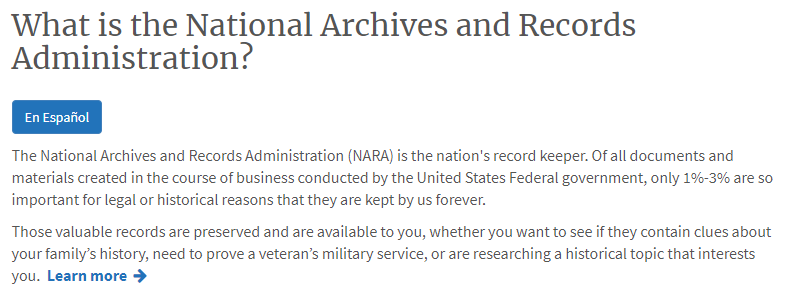 What is the National Archives and Records
Administration?
En Español
The National Archives and Records Administration (NARA) is the nation's record keeper. Of all documents and
materials created in the course of business conducted by the United States Federal government, only 1%-3% are so
important for legal or historical reasons that they are kept by us forever.
Those valuable records are preserved and are available to you, whether you want to see if they contain clues about
your family’s history, need to prove a veteran’s military service, or are researching a historical topic that interests
you. Learn more →